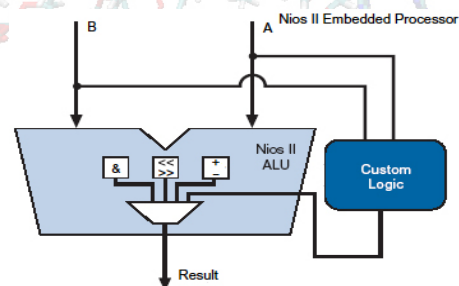 Nios II Embedded Processor
B
A
Nios II
ALU
&
<<
>>
+
-
Custom
Logic
Result